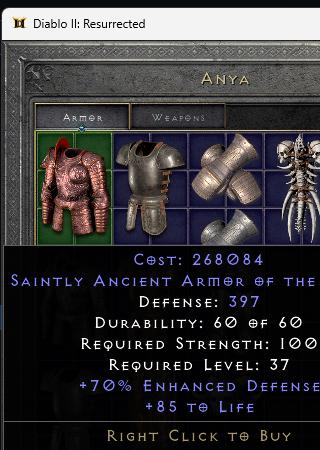 Diablo II: Resurrected
Anya
Armor Weapons
Cost: 268084
Saintly Ancient Armor of the
Defense: 397
Durability: 60 of 60
Required Strength: 100
Required Level: 37
+70% Enhanced Defense
+85 to Life
Right Click to Buy